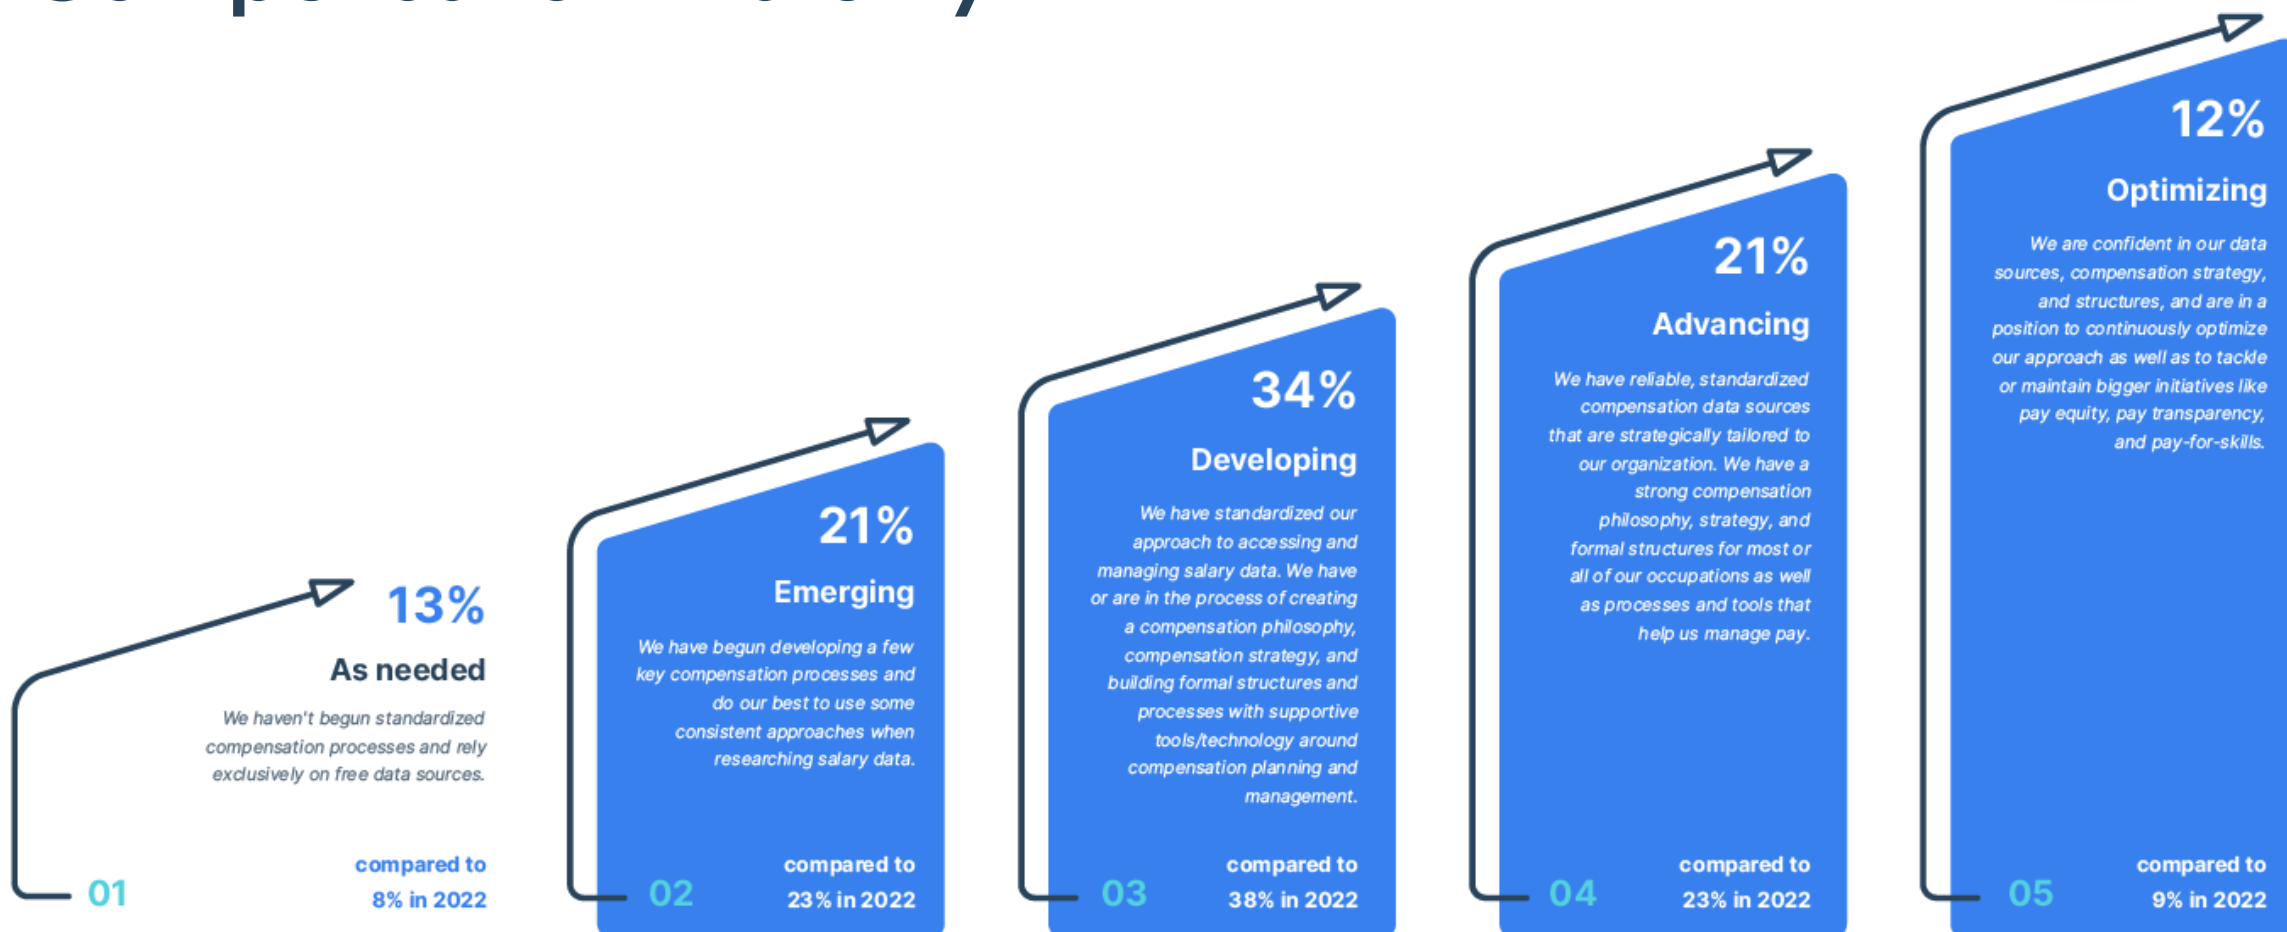 13%
As needed
We haven't begun standardized
compensation processes and rely
exclusively on free data sources.
compared to
8% in 2022
01
21%
Emerging
We have begun developing a few
key compensation processes and
do our best to use some
consistent approaches when
researching salary data.
compared to
23% in 2022
02
34%
Developing
We have standardized our
approach to accessing and
managing salary data. We have
or are in the process of creating
a compensation philosophy,
compensation strategy, and
building formal structures and
processes with supportive
tools/technology around
compensation planning and
management.
compared to
38% in 2022
03
21%
Advancing
We have reliable, standardized
compensation data sources
that are strategically tailored to
our organization. We have a
strong compensation
philosophy, strategy, and
formal structures for most or
all of our occupations as well
as processes and tools that
help us manage pay.
compared to
23% in 2022
04
12%
Optimizing
We are confident in our data
sources, compensation strategy,
and structures, and are in a
position to continuously optimize
our approach as well as to tackle
or maintain bigger initiatives like
pay equity, pay transparency,
and pay-for-skills.
compared to
9% in 2022
05